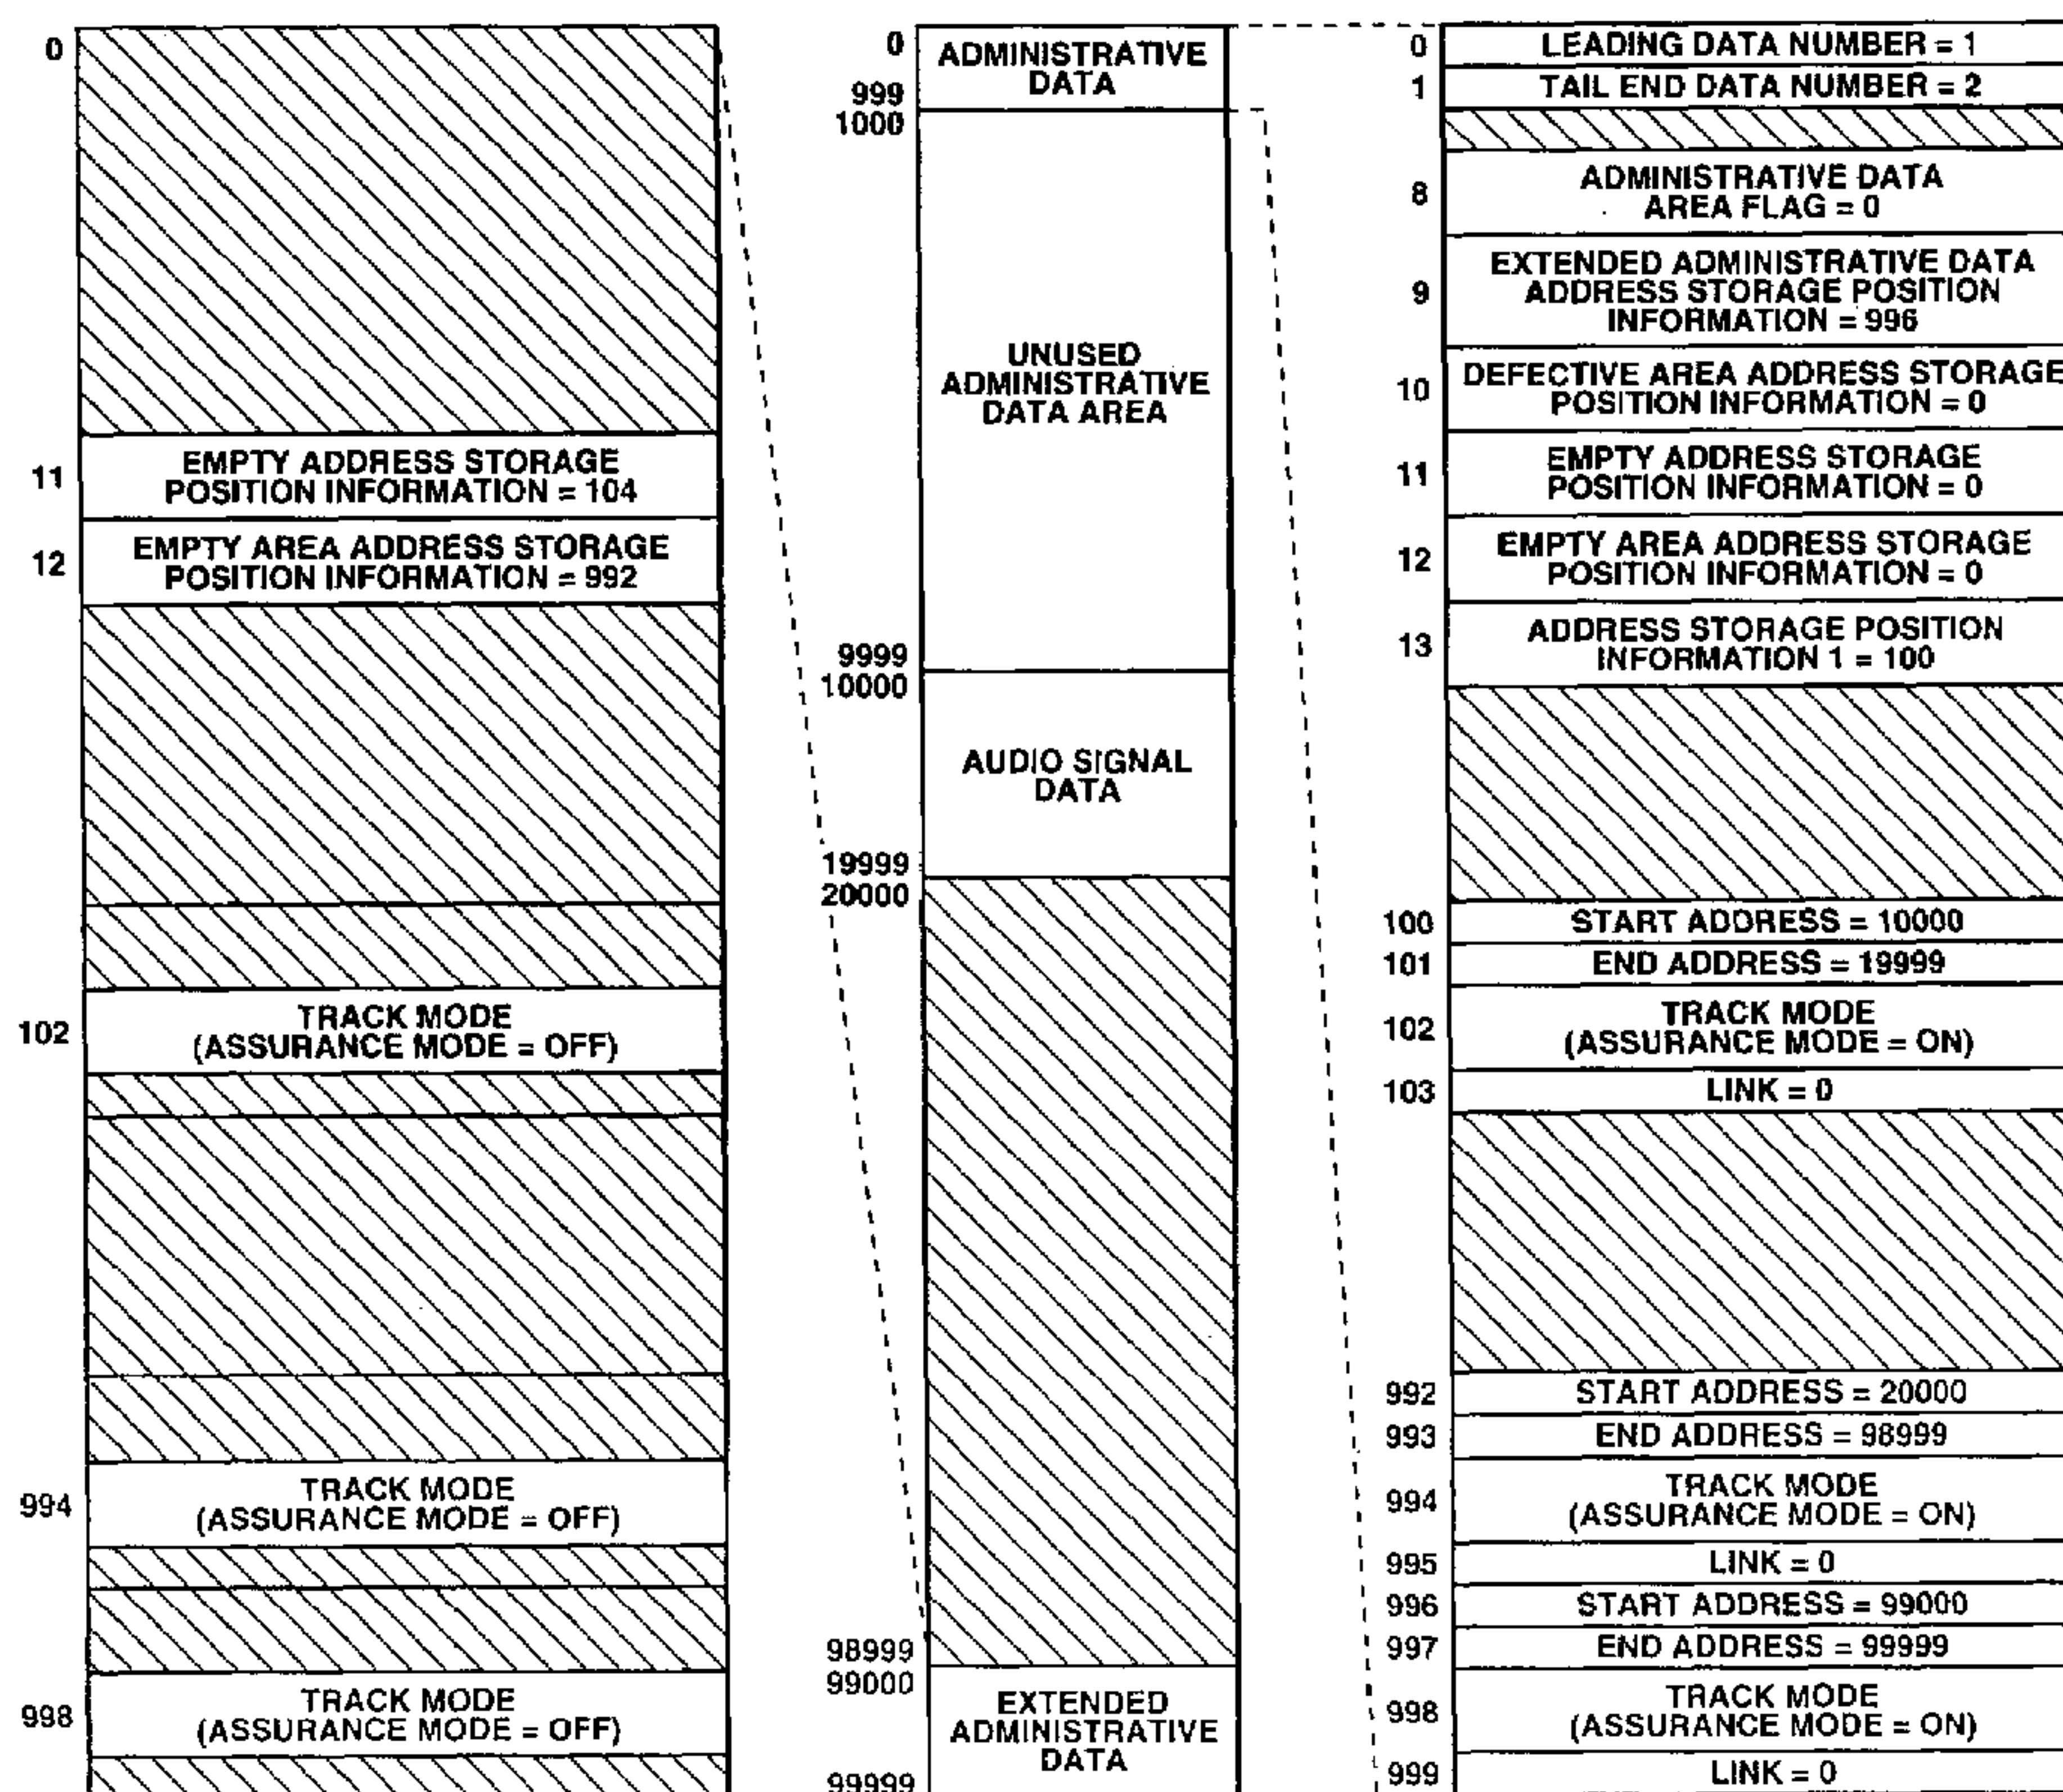 0
11
EMPTY ADDRESS STORAGE
POSITION INFORMATION = 104
12
EMPTY AREA ADDRESS STORAGE
POSITION INFORMATION = 992
102
TRACK MODE
(ASSURANCE MODE = OFF)
994
TRACK MODE
(ASSURANCE MODE = OFF)
998
TRACK MODE
(ASSURANCE MODE = OFF)
0
ADMINISTRATIVE
DATA
999
1000
UNUSED
ADMINISTRATIVE
DATA AREA
9999
10000
AUDIO SIGNAL
DATA
19999
20000
98999
99000
EXTENDED
ADMINISTRATIVE
DATA
99999
0 LEADING DATA NUMBER = 1
1 TAIL END DATA NUMBER = 2
8
ADMINISTRATIVE DATA
AREA FLAG = 0
9
EXTENDED ADMINISTRATIVE DATA
ADDRESS STORAGE POSITION
INFORMATION = 996
10
DEFECTIVE AREA ADDRESS STORAGE
POSITION INFORMATION = 0
11
EMPTY ADDRESS STORAGE
POSITION INFORMATION = 0
12
EMPTY AREA ADDRESS STORAGE
POSITION INFORMATION = 0
13
ADDRESS STORAGE POSITION
INFORMATION 1 = 100
100 START ADDRESS = 10000
101 END ADDRESS = 19999
102
TRACK MODE
(ASSURANCE MODE = ON)
103 LINK = 0
992 START ADDRESS = 20000
993 END ADDRESS = 98999
994
TRACK MODE
(ASSURANCE MODE = ON)
995 LINK = 0
996 START ADDRESS = 99000
997 END ADDRESS = 99999
998
TRACK MODE
(ASSURANCE MODE = ON)
999 LINK = 0